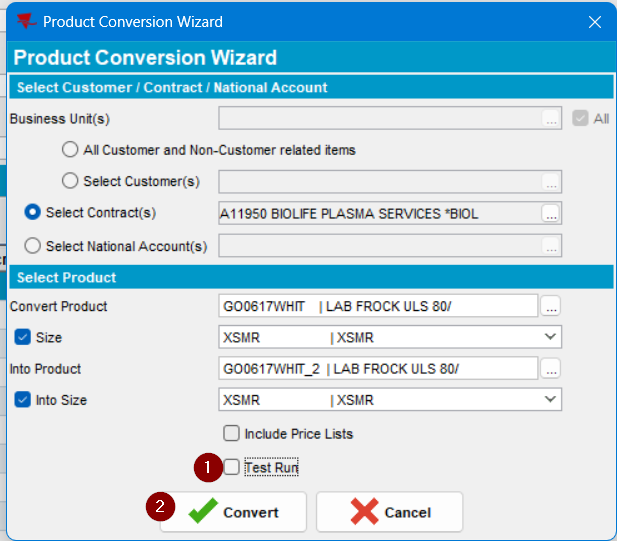 Product Conversion Wizard
Product Conversion Wizard
Select Customer / Contract / National Account
Business Unit(s) ... All
All Customer and Non-Customer related items
Select Customer(s) ...
Select Contract(s) A11950 BIOLIFE PLASMA SERVICES *BIOL ...
Select National Account(s) ...
Select Product
Convert Product GO0617WHIT | LAB FROCK ULS 80/ ...
Size XSMR | XSMR
Into Product GO0617WHIT_2 | LAB FROCK ULS 80/ ...
Into Size XSMR | XSMR
Include Price Lists
1 Test Run
2 Convert Cancel